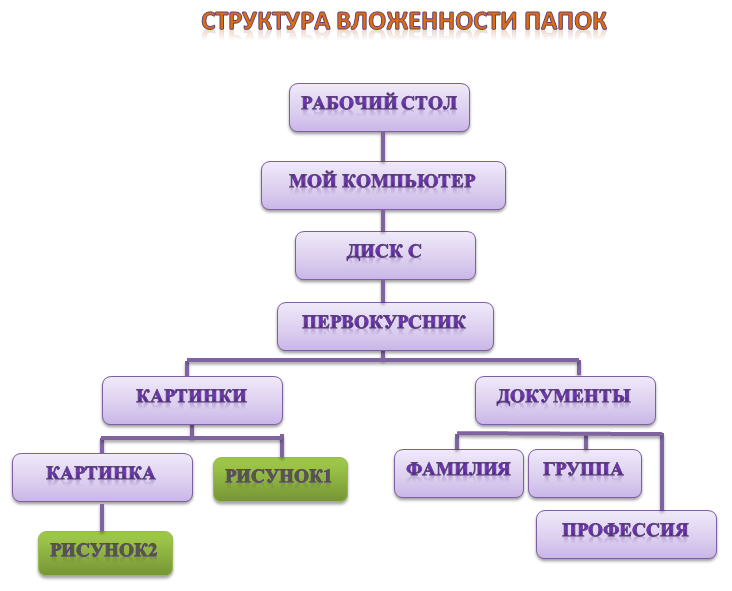 СТРУКТУРА ВЛОЖЕННОСТИ ПАПОК
РАБОЧИЙ СТОЛ
МОЙ КОМПЬЮТЕР
ДИСК С
ПЕРВОКУРСНИК
КАРТИНКИ
ДОКУМЕНТЫ
КАРТИНКА
РИСУНОК1
ФАМИЛИЯ
ГРУППА
РИСУНОК2
ПРОФЕССИЯ